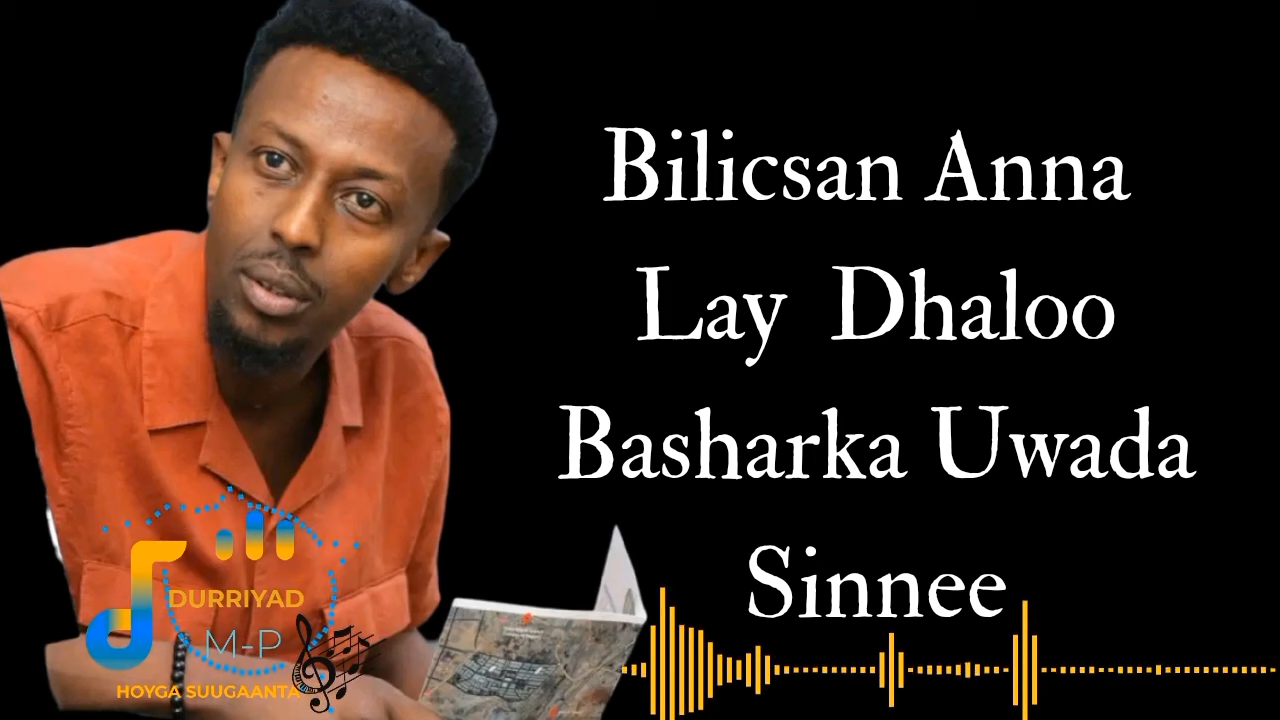 Bilicsan Anna
Lay Dhaloo
Basharka Uwada
Sinnee
DURRIYAD
M-P
HOYGA SUUGAANTA